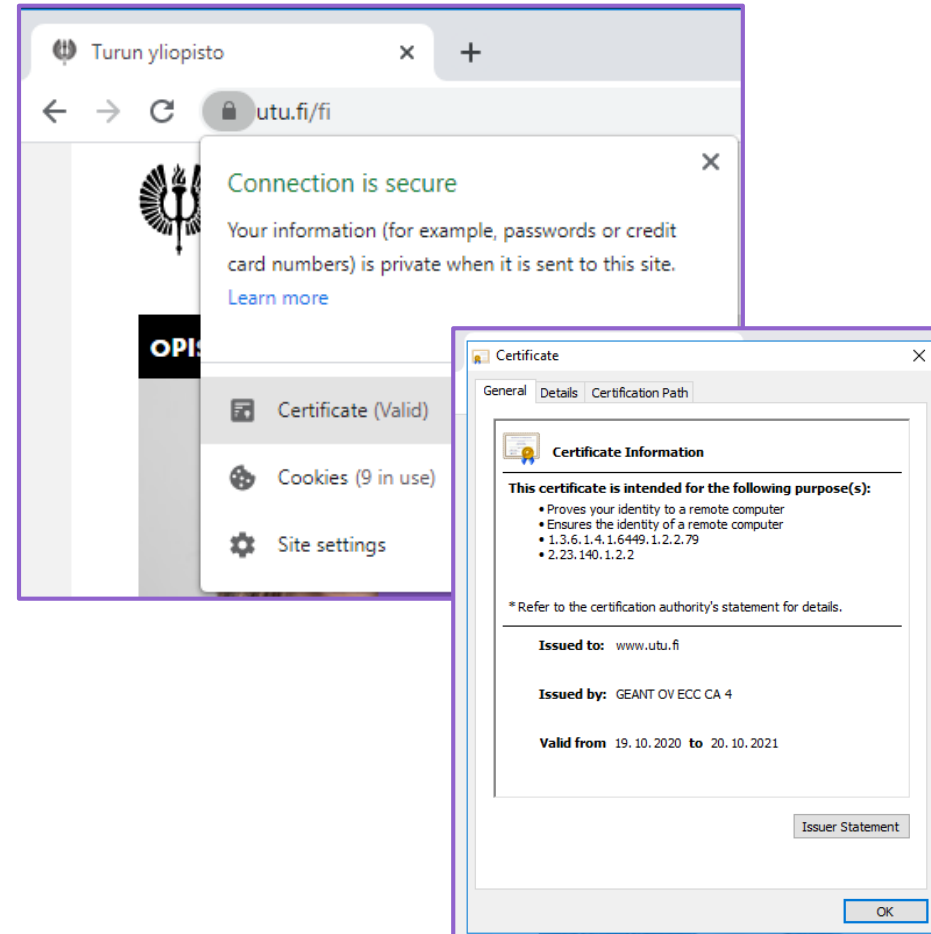 Turun yliopisto
utu.fi/fi
Connection is secure
Your information (for example, passwords or credit
card numbers) is private when it is sent to this site.
Learn more
OPIS
Certificate (Valid)
Cookies (9 in use)
Site settings
Certificate
General Details Certification Path
Certificate Information
This certificate is intended for the following purpose(s):
• Proves your identity to a remote computer
• Ensures the identity of a remote computer
• 1.3.6.1.4.1.6449.1.2.2.79
• 2.23.140.1.2.2
* Refer to the certification authority's statement for details.
Issued to: www.utu.fi
Issued by: GEANT OV ECC CA 4
Valid from 19.10.2020 to 20.10.2021
Issuer Statement
OK